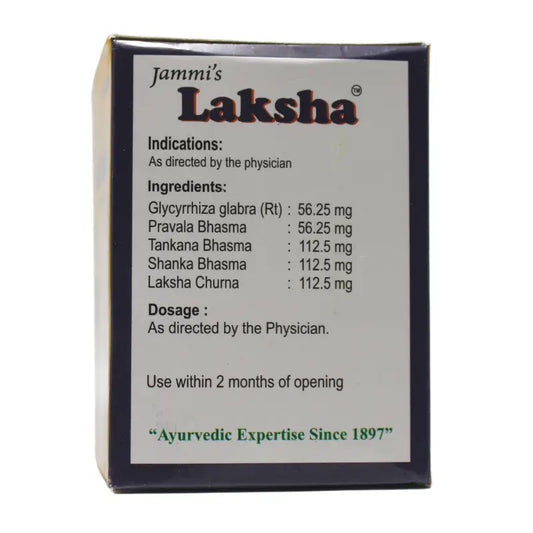 Jammi's
Laksha™
Indications:
As directed by the physician
Ingredients:
Glycyrrhiza glabra (Rt) : 56.25 mg
Pravala Bhasma : 56.25 mg
Tankana Bhasma : 112.5 mg
Shanka Bhasma : 112.5 mg
Laksha Churna : 112.5 mg
Dosage :
As directed by the Physician.
Use within 2 months of opening
“Ayurvedic Expertise Since 1897”